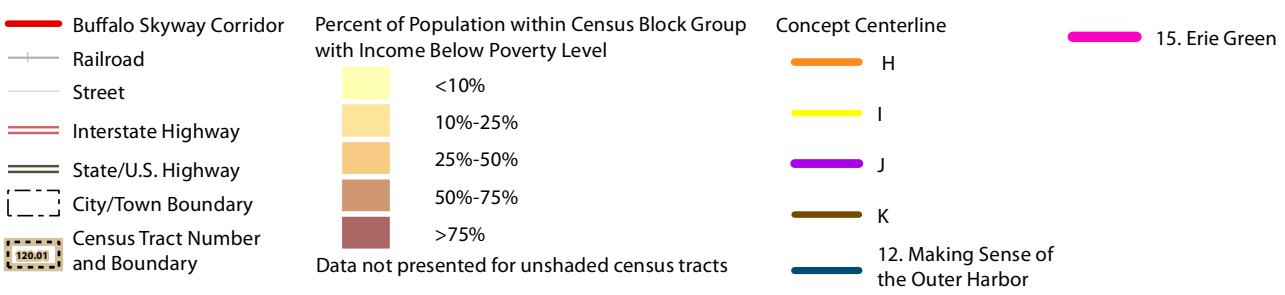 Buffalo Skyway Corridor
Railroad
Street
Interstate Highway
State/U.S. Highway
City/Town Boundary
120.01
Census Tract Number
and Boundary
Percent of Population within Census Block Group
with Income Below Poverty Level
<10%
10%-25%
25%-50%
50%-75%
>75%
Data not presented for unshaded census tracts
Concept Centerline
H
I
J
K
12. Making Sense of
the Outer Harbor
15. Erie Green